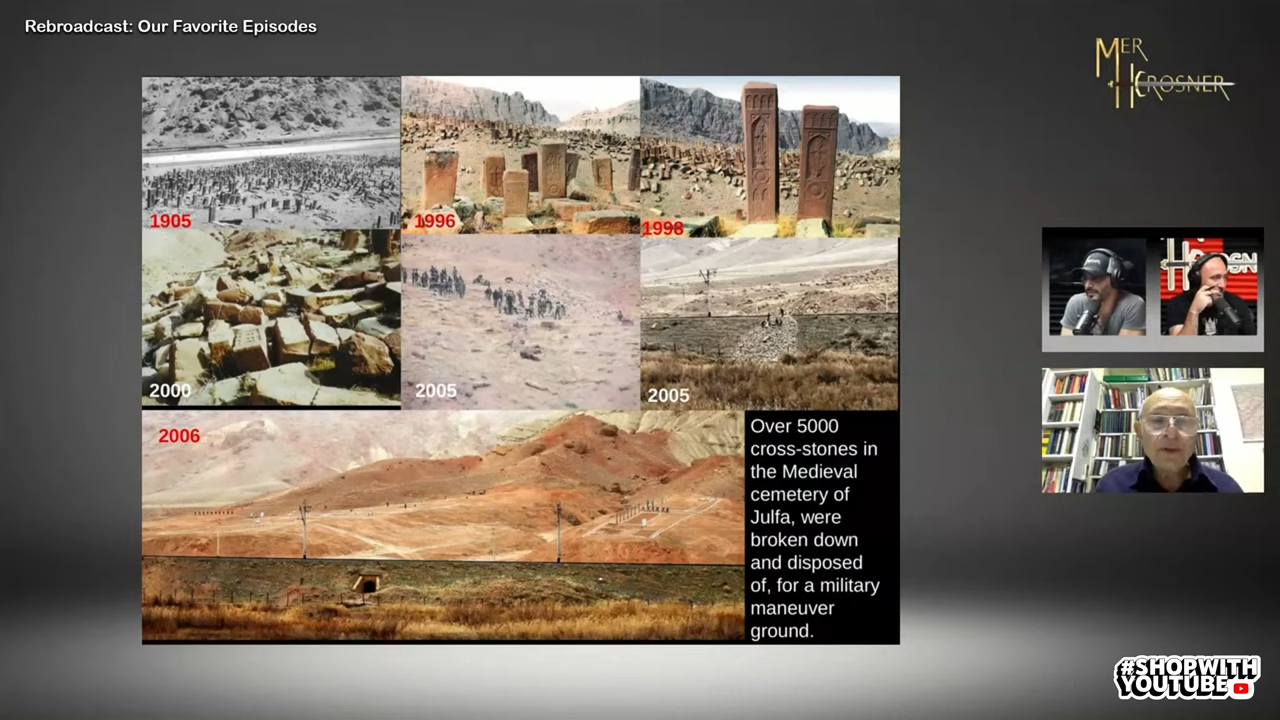 Rebroadcast: Our Favorite Episodes
MER
HEROSNER
1905
1996
1998
2000
2005
2005
2006
Over 5000
cross-stones in
the Medieval
cemetery of
Julfa, were
broken down
and disposed
of, for a military
maneuver
ground.
#SHOPWITH
YOUTUBE